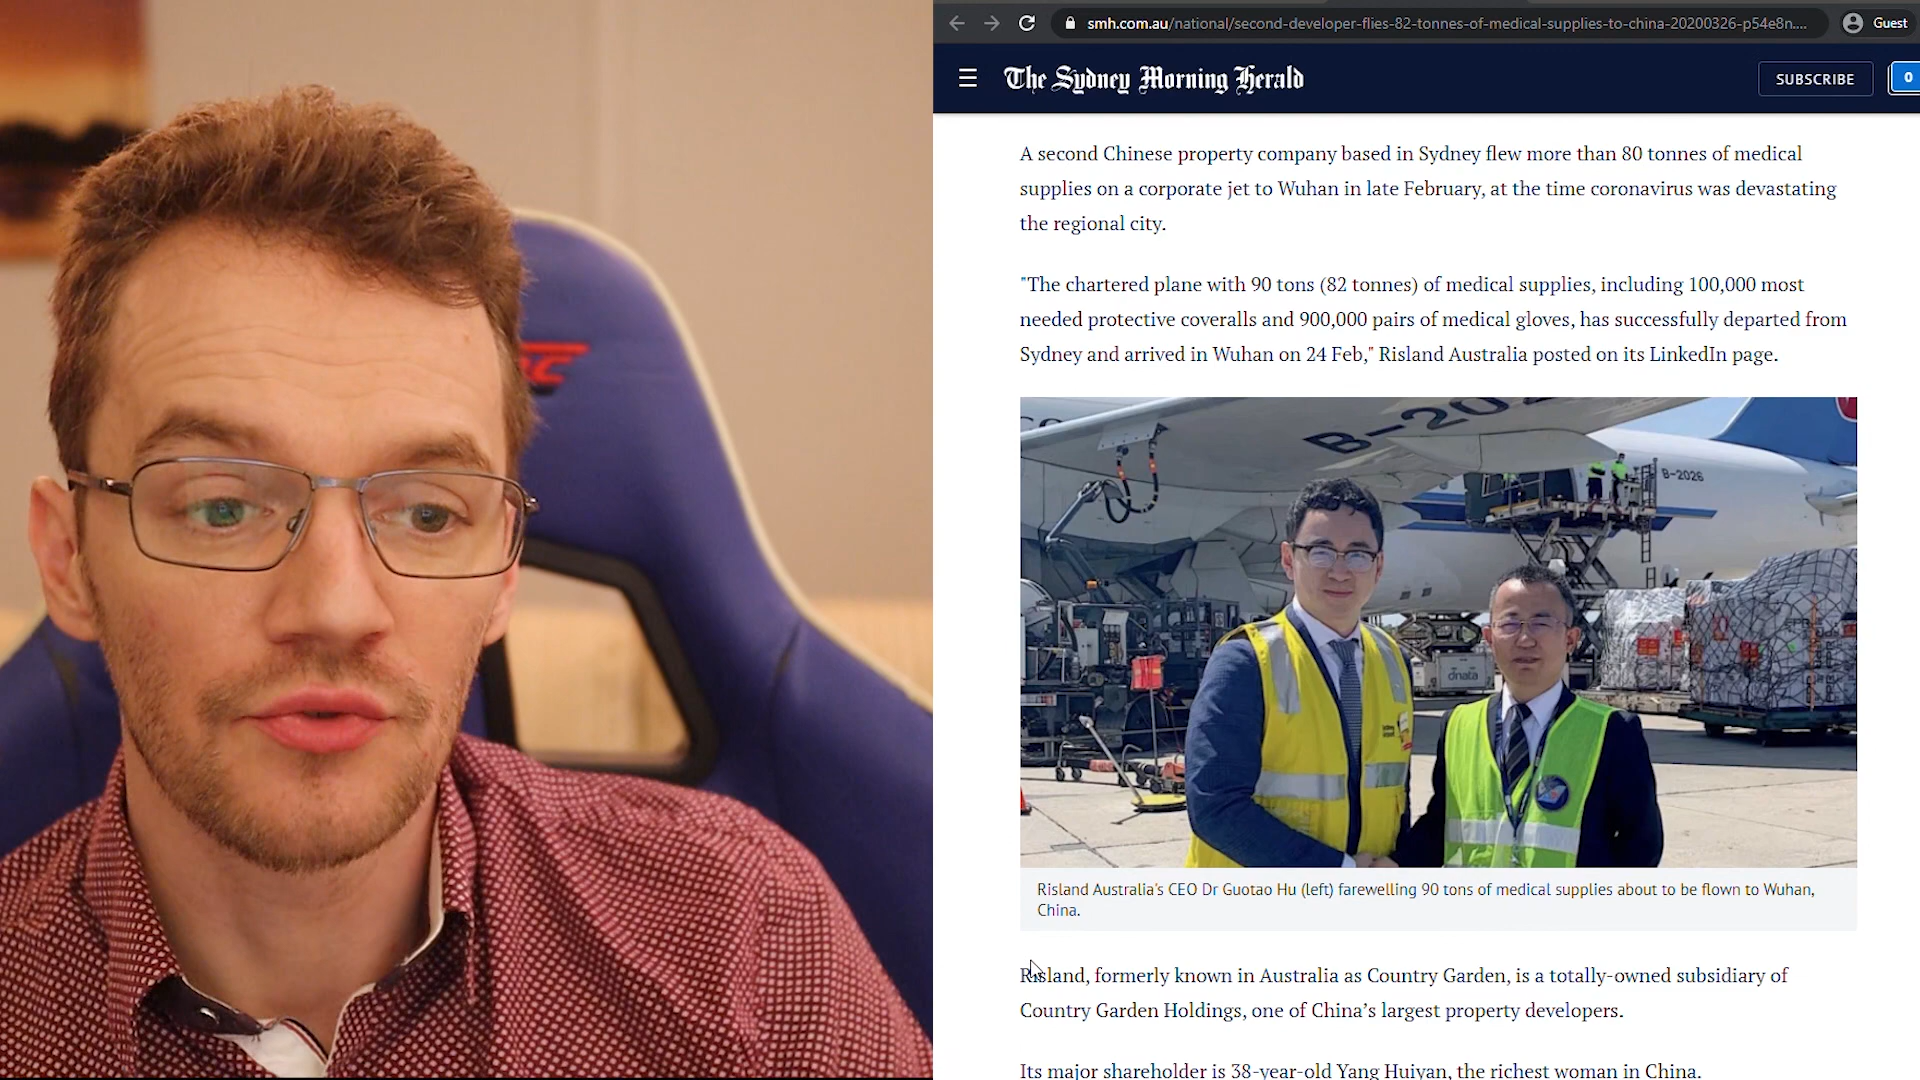 smh.com.au/national/second-developer-flies-82-tonnes-of-medical-supplies-to-china-20200326-p54e8n....
Guest
The Sydney Morning Herald
SUBSCRIBE
0
A second Chinese property company based in Sydney flew more than 80 tonnes of medical
supplies on a corporate jet to Wuhan in late February, at the time coronavirus was devastating
the regional city.
"The chartered plane with 90 tons (82 tonnes) of medical supplies, including 100,000 most
needed protective coveralls and 900,000 pairs of medical gloves, has successfully departed from
Sydney and arrived in Wuhan on 24 Feb," Risland Australia posted on its LinkedIn page.
B-202
B-2026
dnata
Risland Australia's CEO Dr Guotao Hu (left) farewelling 90 tons of medical supplies about to be flown to Wuhan,
China.
Risland, formerly known in Australia as Country Garden, is a totally-owned subsidiary of
Country Garden Holdings, one of China's largest property developers.
Its major shareholder is 38-year-old Yang Huiyan, the richest woman in China.